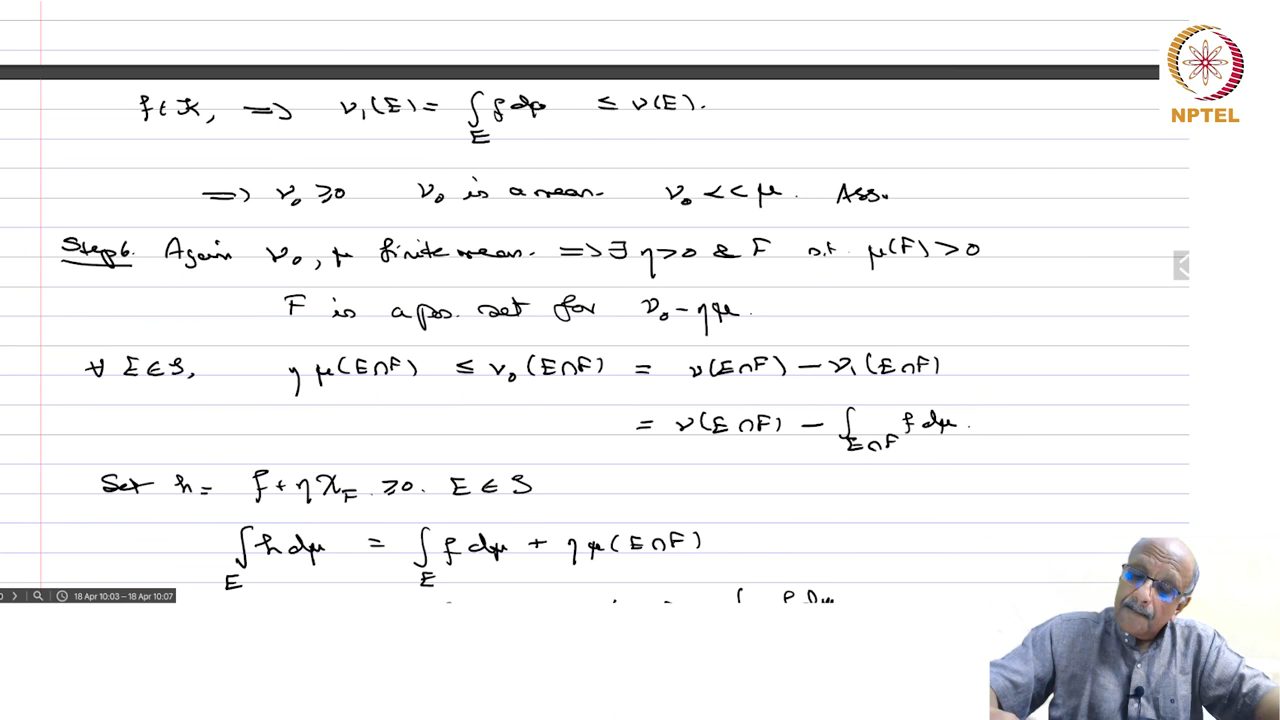 NPTEL
f ∈ K, ⟹ ν₁(E) = ∫_E f dμ ≤ ν(E).
⟹ ν₀ ≥ 0 ν₀ is a meas. ν₀ << μ. Ass.
Step 6. Again ν₀, μ finite meas. ⟹ ∃ η > 0 & F s.t. μ(F) > 0
F is a pos. set for ν₀ - ημ.
∀ E ∈ S, η μ(E∩F) ≤ ν₀(E∩F) = ν(E∩F) - ν₁(E∩F)
= ν(E∩F) - ∫_{E∩F} f dμ.
Set h = f + η χ_F ≥ 0. E ∈ S
∫_E h dμ = ∫_E f dμ + η μ(E∩F)
18 Apr 10:03 – 18 Apr 10:07